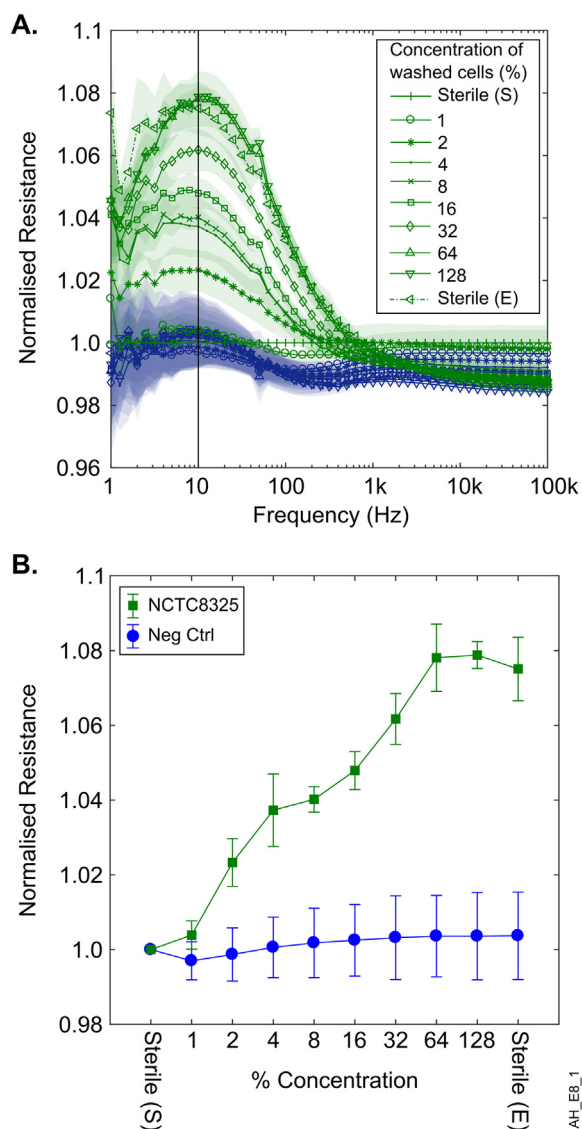 A.
1.1
1.08
1.06
1.04
1.02
1.0
0.98
0.96
Normalised Resistance
Concentration of
washed cells (%)
Sterile (S)
1
2
4
8
16
32
64
128
Sterile (E)
1
10
100
1k
10k
100k
Frequency (Hz)
B.
1.1
1.08
1.06
1.04
1.02
1.0
0.98
Normalised Resistance
NCTC8325
Neg Ctrl
Sterile (S)
1
2
4
8
16
32
64
128
Sterile (E)
% Concentration
AH_E8_1